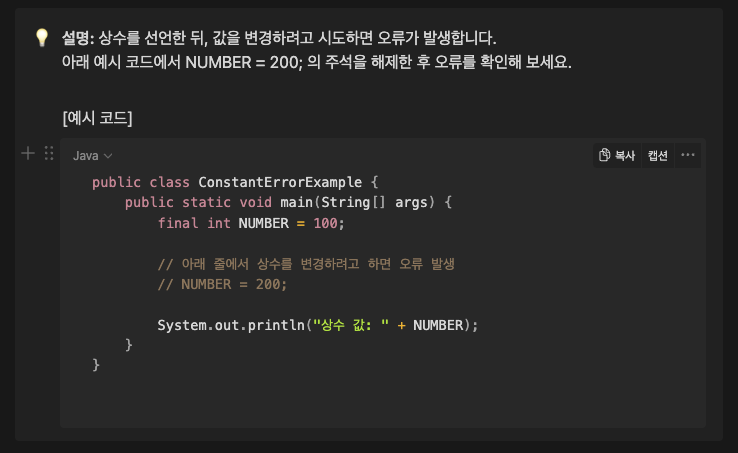 💡 설명: 상수를 선언한 뒤, 값을 변경하려고 시도하면 오류가 발생합니다.
아래 예시 코드에서 NUMBER = 200; 의 주석을 해제한 후 오류를 확인해 보세요.
[예시 코드]
Java 복사 캡션 ···
public class ConstantErrorExample {
    public static void main(String[] args) {
        final int NUMBER = 100;
        // 아래 줄에서 상수를 변경하려고 하면 오류 발생
        // NUMBER = 200;
        System.out.println("상수 값: " + NUMBER);
    }
}